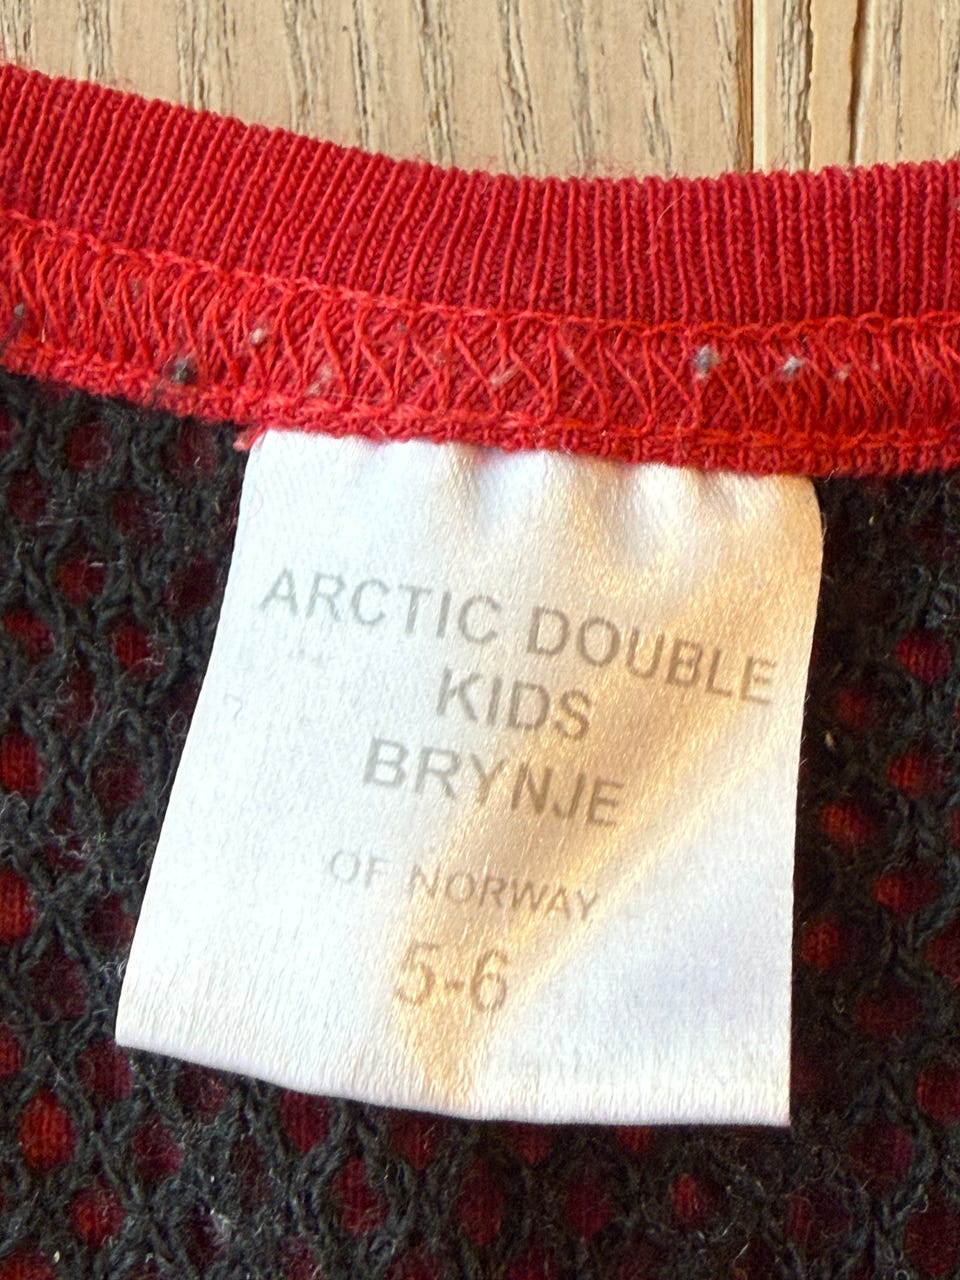 ARCTIC DOUBLE
KIDS
BRYNJE
OF NORWAY
5-6